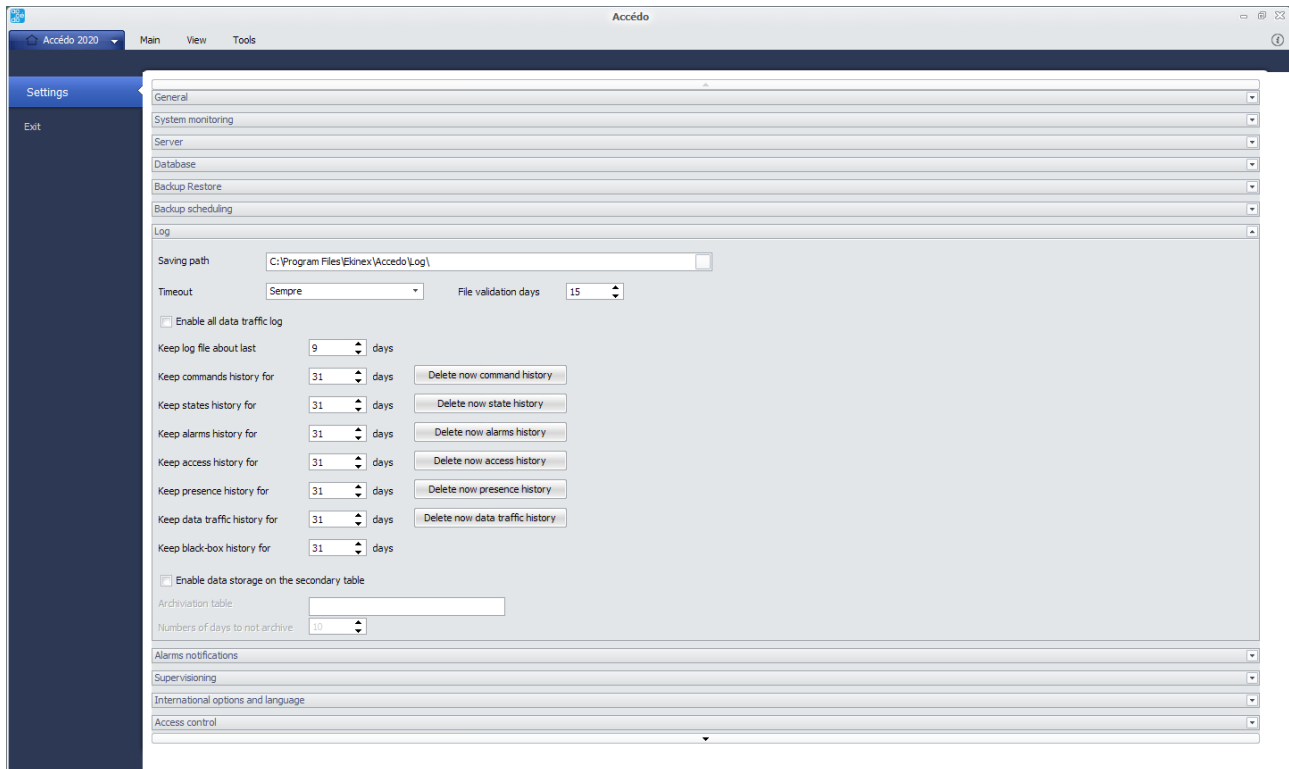 Accédo
Accédo 2020 Main View Tools
Settings
Exit
General
System monitoring
Server
Database
Backup Restore
Backup scheduling
Log
Saving path C:\Program Files\Ekinex\Accedo\Log\
Timeout Sempre File validation days 15
Enable all data traffic log
Keep log file about last 9 days
Keep commands history for 31 days Delete now command history
Keep states history for 31 days Delete now state history
Keep alarms history for 31 days Delete now alarms history
Keep access history for 31 days Delete now access history
Keep presence history for 31 days Delete now presence history
Keep data traffic history for 31 days Delete now data traffic history
Keep black-box history for 31 days
Enable data storage on the secondary table
Archiviation table
Numbers of days to not archive 10
Alarms notifications
Supervisioning
International options and language
Access control